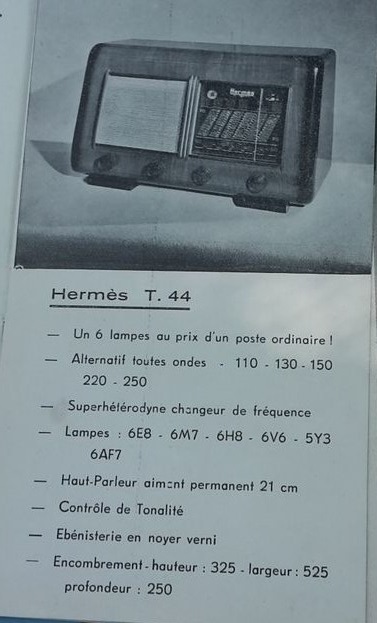 Hermès
Hermès T. 44
— Un 6 lampes au prix d'un poste ordinaire !
— Alternatif toutes ondes - 110 - 130 - 150
220 - 250
— Superhétérodyne changeur de fréquence
— Lampes : 6E8 - 6M7 - 6H8 - 6V6 - 5Y3
6AF7
— Haut-Parleur aimant permanent 21 cm
— Contrôle de Tonalité
— Ebénisterie en noyer verni
— Encombrement - hauteur : 325 - largeur : 525
profondeur : 250